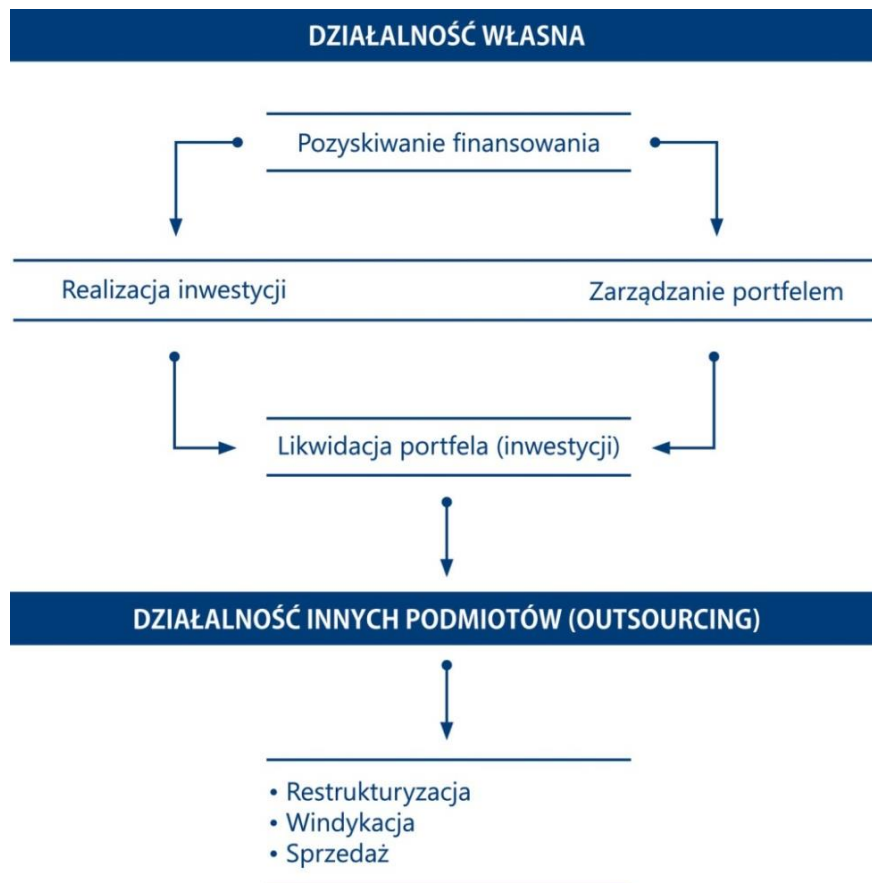 DZIAŁALNOŚĆ WŁASNA
Pozyskiwanie finansowania
Realizacja inwestycji
Zarządzanie portfelem
Likwidacja portfela (inwestycji)
DZIAŁALNOŚĆ INNYCH PODMIOTÓW (OUTSOURCING)
• Restrukturyzacja
• Windykacja
• Sprzedaż